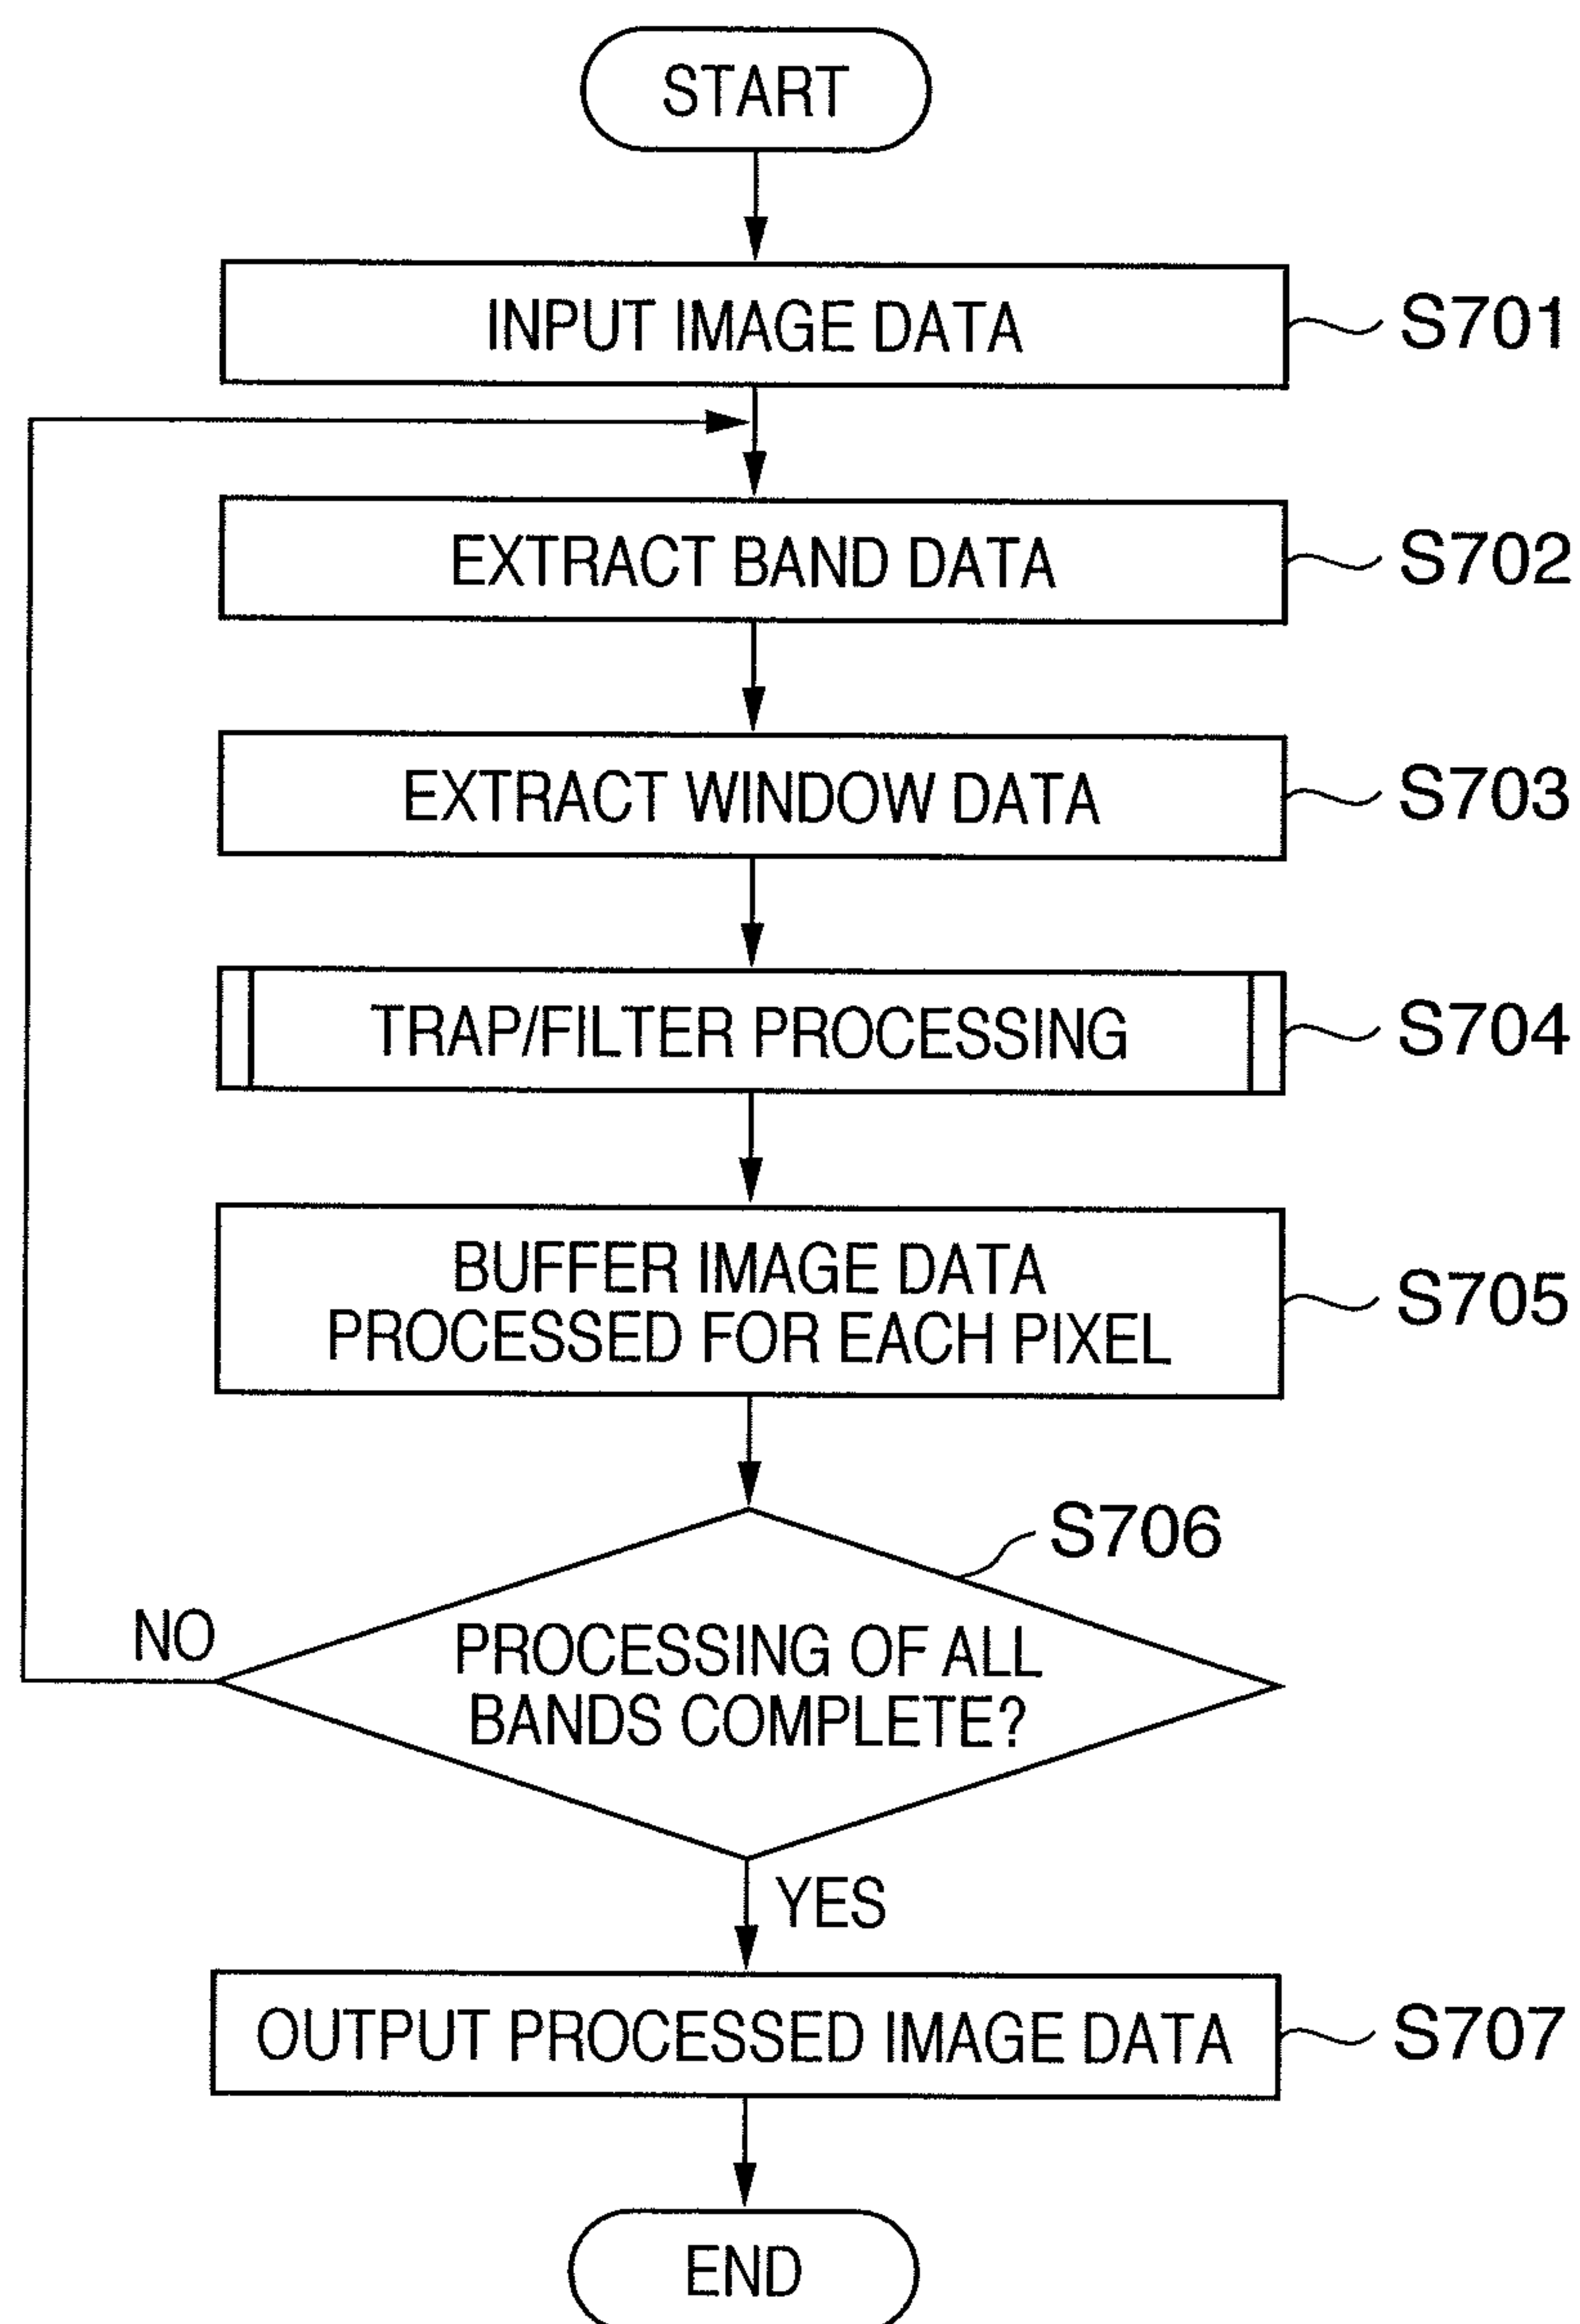 START
INPUT IMAGE DATA
S701
EXTRACT BAND DATA
S702
EXTRACT WINDOW DATA
S703
TRAP/FILTER PROCESSING
S704
BUFFER IMAGE DATA
PROCESSED FOR EACH PIXEL
S705
S706
NO
PROCESSING OF ALL
BANDS COMPLETE?
YES
OUTPUT PROCESSED IMAGE DATA
S707
END